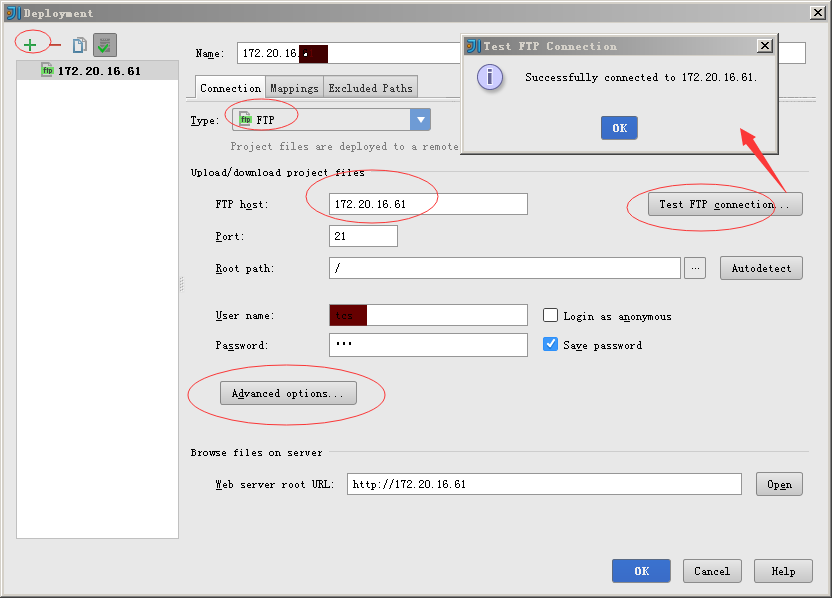 Deployment
172.20.16.61
Name: 172.20.16.
Connection Mappings Excluded Paths
Type: FTP
Project files are deployed to a remote
Test FTP Connection
Successfully connected to 172.20.16.61.
OK
Upload/download project files
FTP host: 172.20.16.61
Test FTP connection...
Port: 21
Root path: / ... Autodetect
User name:
Login as anonymous
Password: •••
Save password
Advanced options...
Browse files on server
Web server root URL: http://172.20.16.61 Open
OK Cancel Help